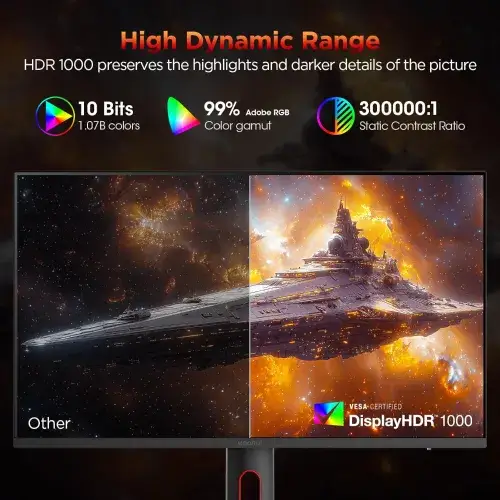 High Dynamic Range
HDR 1000 preserves the highlights and darker details of the picture
10 Bits
1.07B colors
99% Adobe RGB
Color gamut
300000:1
Static Contrast Ratio
Other
VESA CERTIFIED
DisplayHDR™ 1000